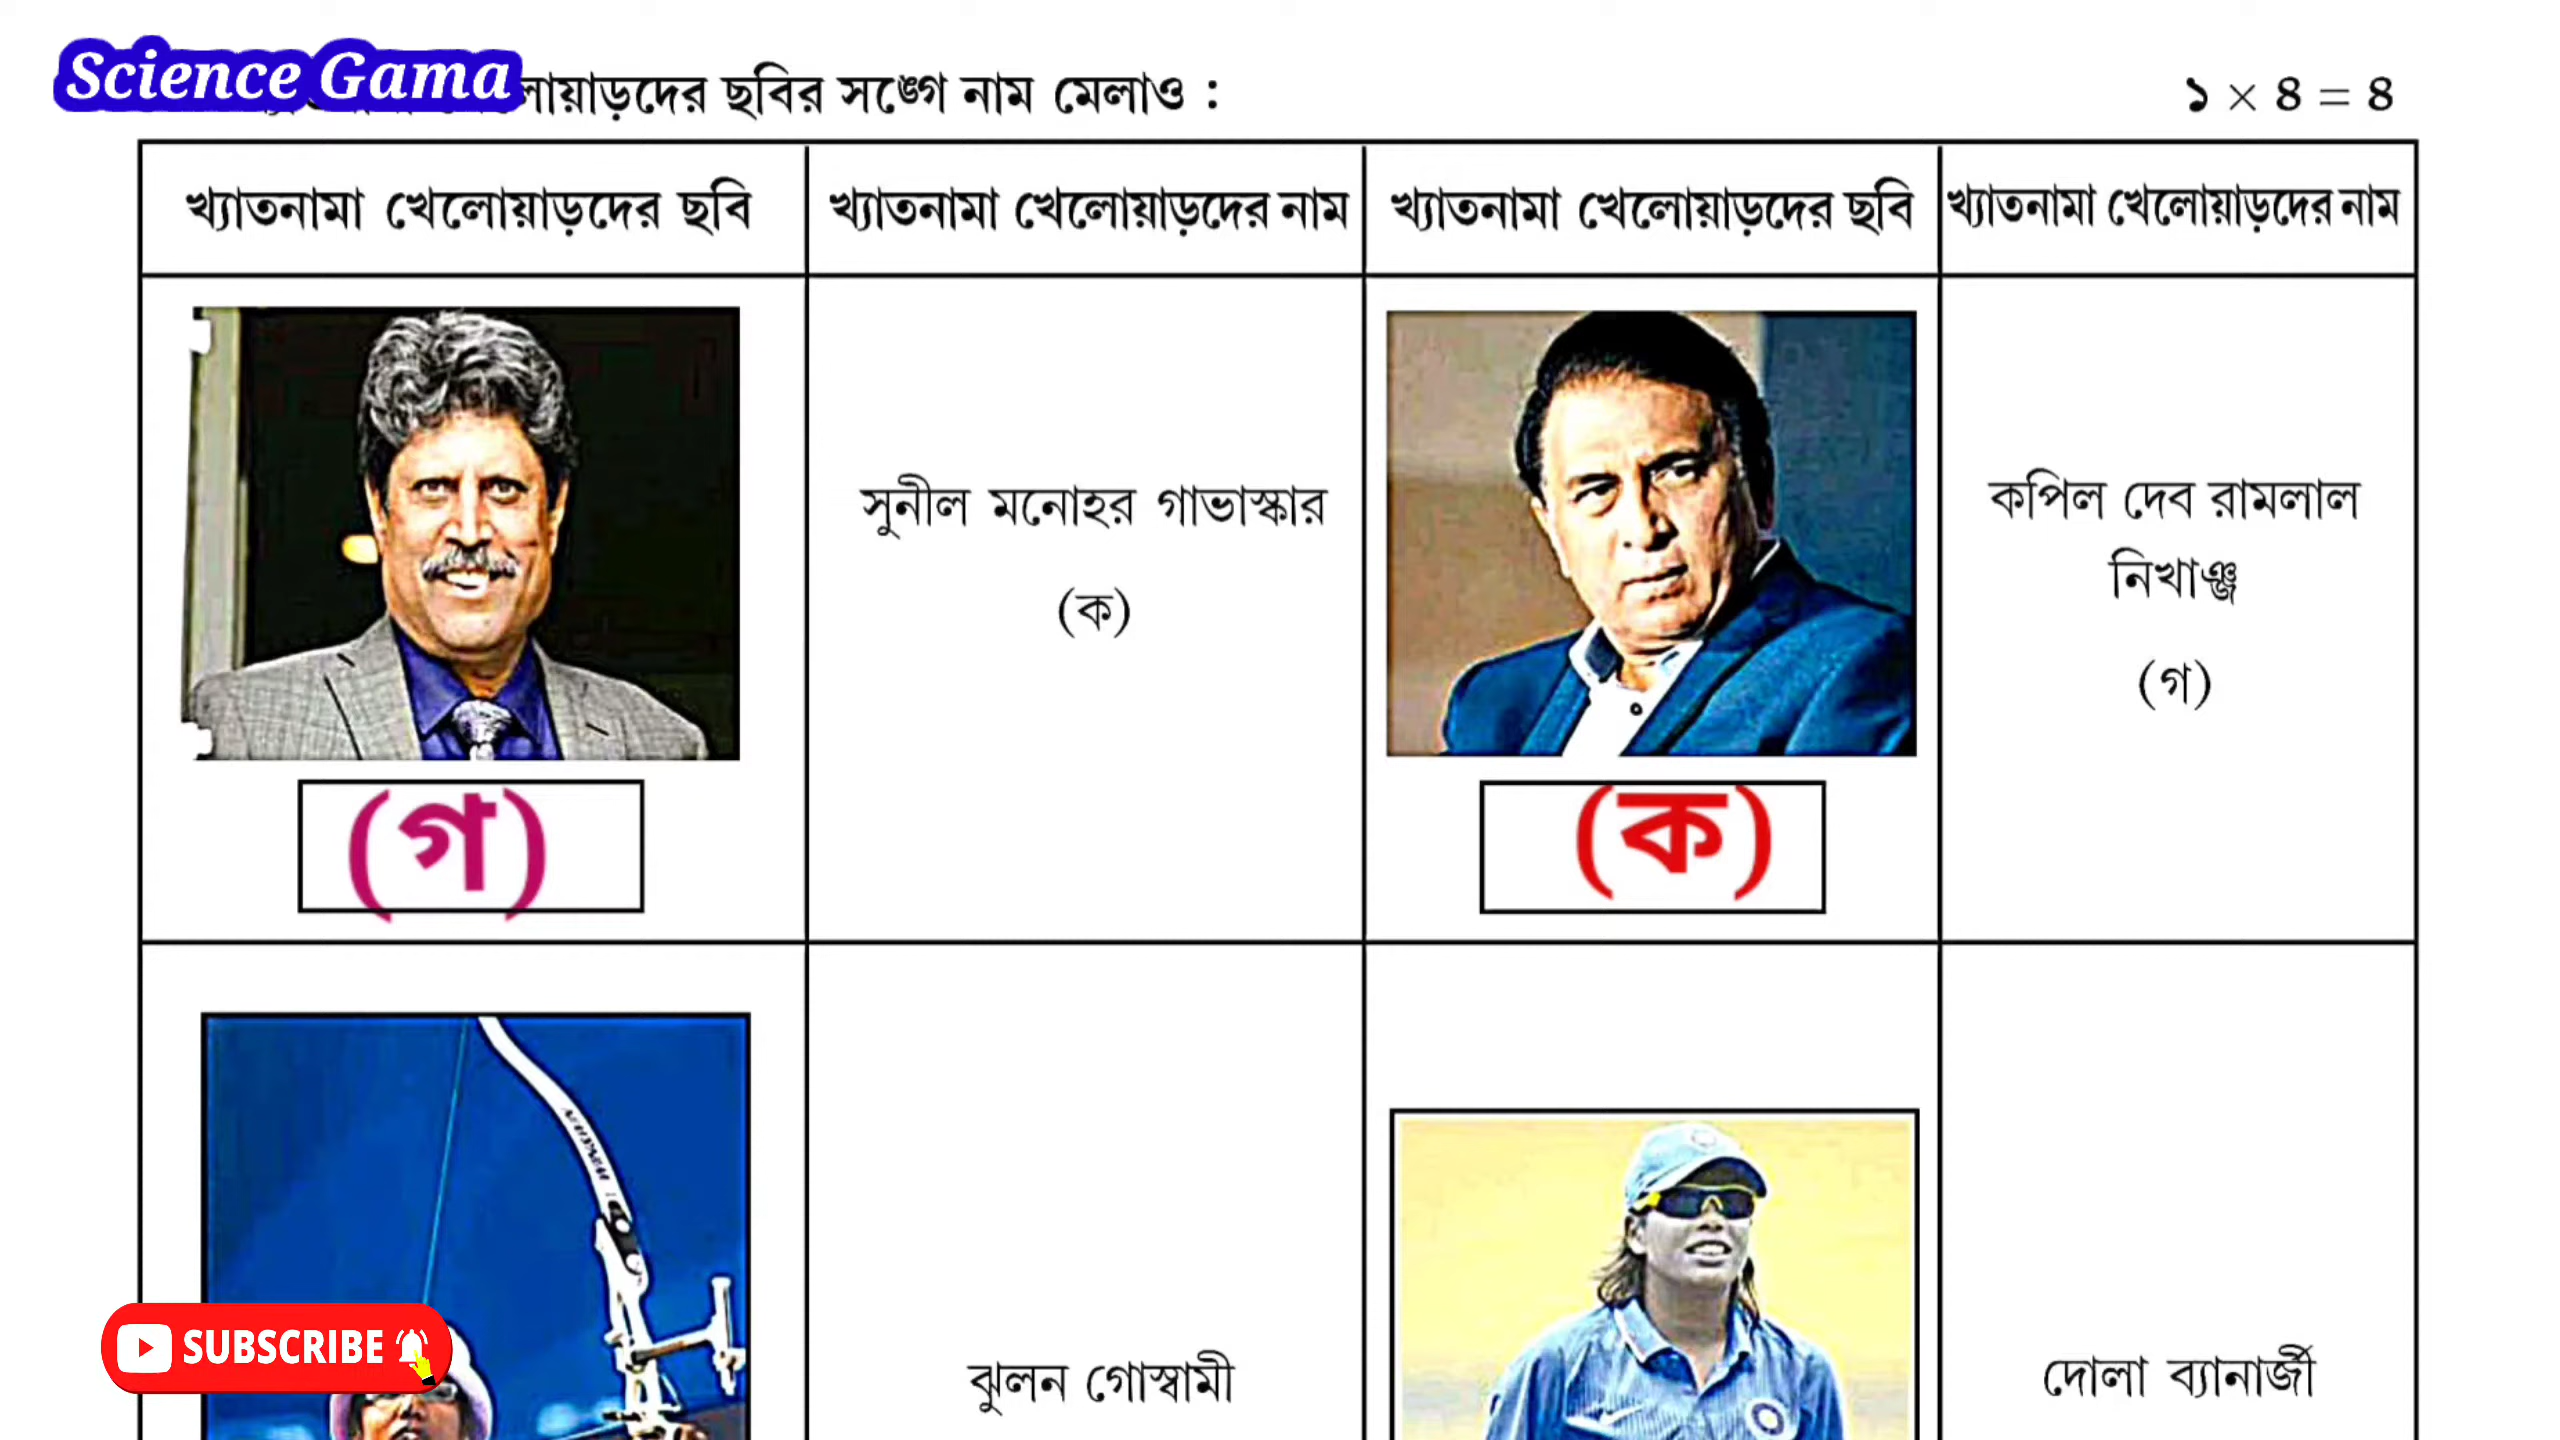 Science Gama
লোয়াড়দের ছবির সঙ্গে নাম মেলাও :
১ × ৪ = ৪
খ্যাতনামা খেলোয়াড়দের ছবি
খ্যাতনামা খেলোয়াড়দের নাম
খ্যাতনামা খেলোয়াড়দের ছবি
খ্যাতনামা খেলোয়াড়দের নাম
সুনীল মনোহর গাভাস্কার
(ক)
কপিল দেব রামলাল
নিখাঞ্জ
(গ)
(গ)
(ক)
ঝুলন গোস্বামী
দোলা ব্যানার্জী
SUBSCRIBE